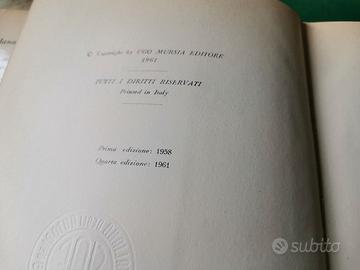 © Copyright by UGO MURSIA EDITORE
1961
TUTTI I DIRITTI RISERVATI
Printed in Italy
Prima edizione: 1958
Quarta edizione: 1961
subito